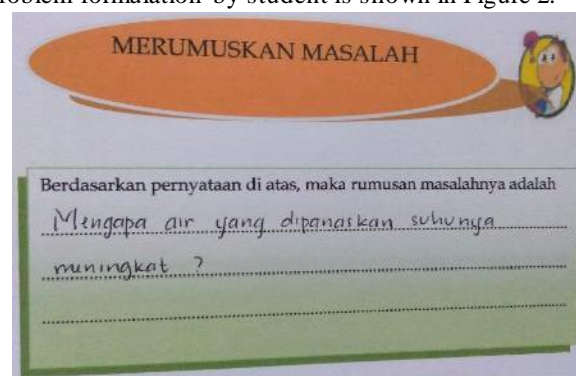 roblem formulation by student is shown in Figure 2.
MERUMUSKAN MASALAH
Berdasarkan pernyataan di atas, maka rumusan masalahnya adalah
Mengapa air yang dipanaskan suhunya
meningkat ?